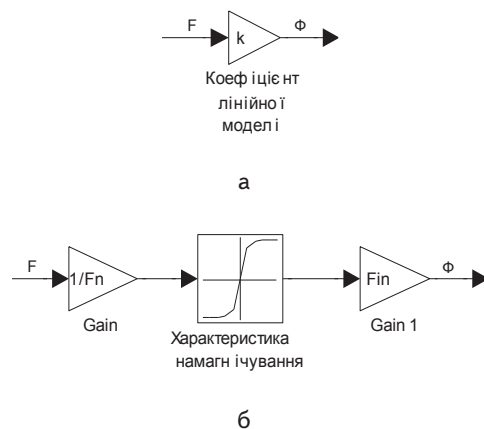 F
k
Ф
Коефіцієнт
лінійної
моделі
а
F
1/Fn
Fin
Ф
Gain
Характеристика
намагнічування
Gain 1
б